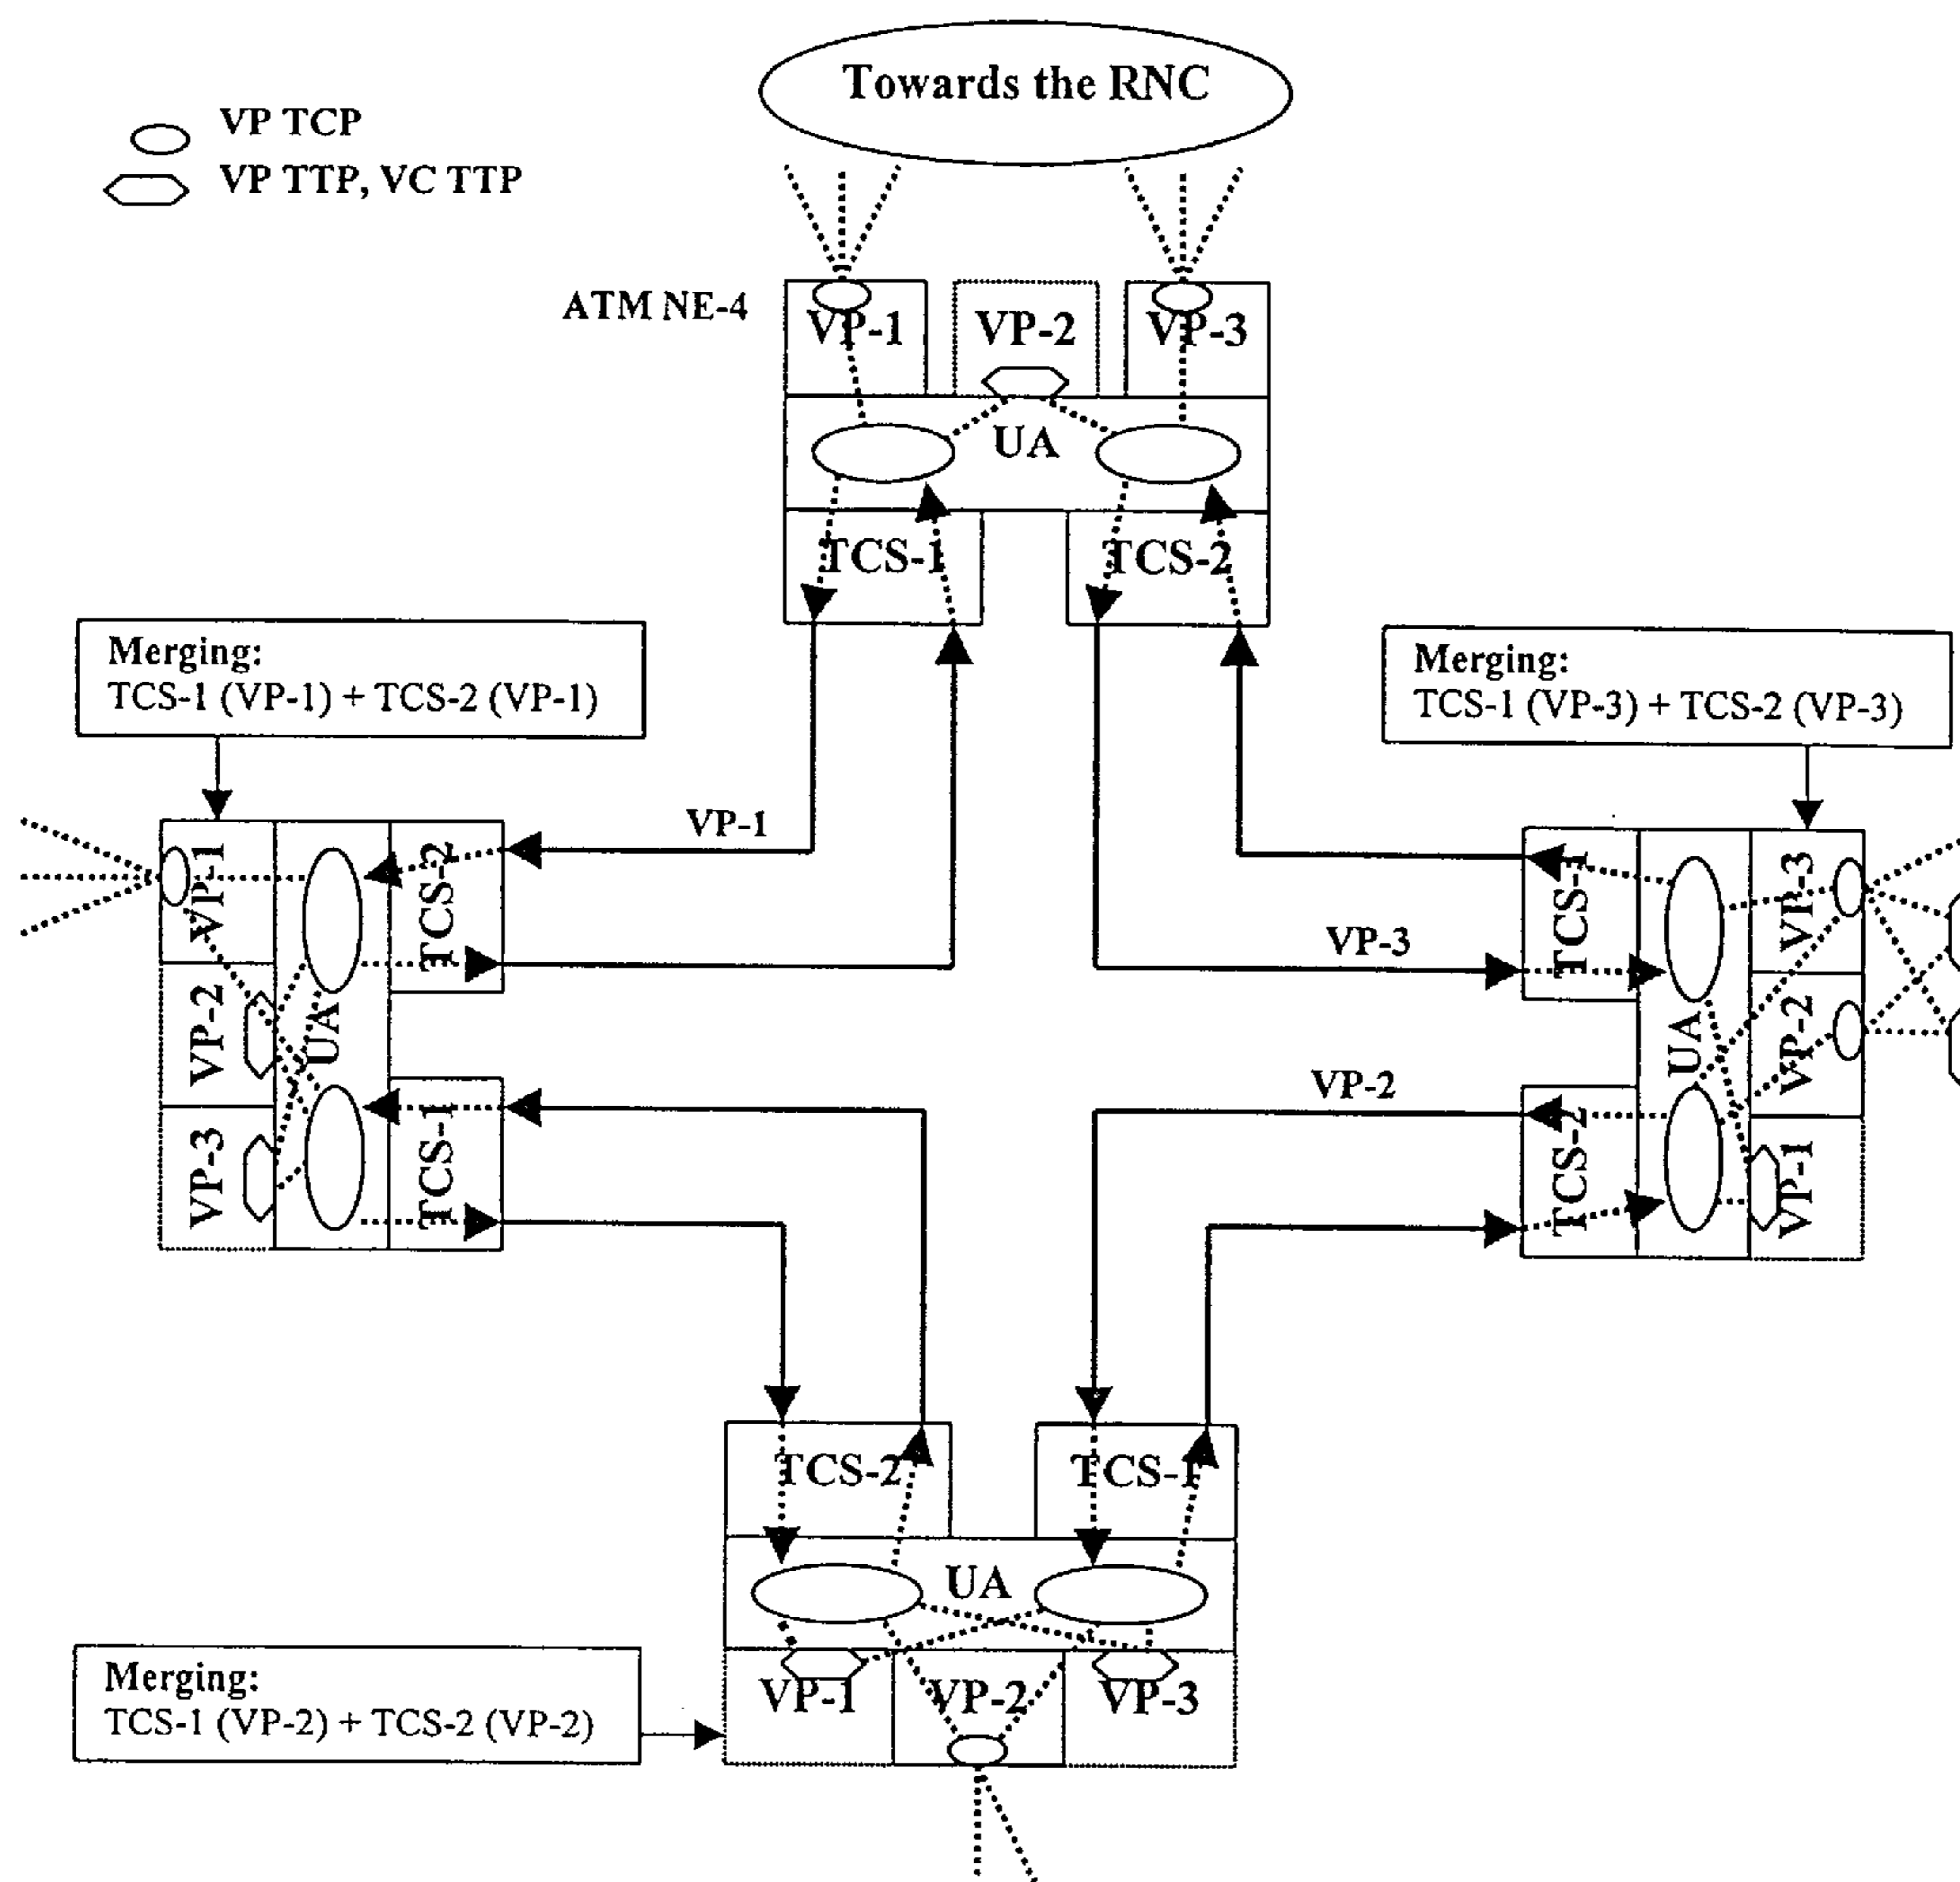 Towards the RNC
VP TCP
VP TTP, VC TTP
ATM NE-4
VP-1
VP-2
VP-3
UA
TCS-1
TCS-2
Merging:
TCS-1 (VP-1) + TCS-2 (VP-1)
Merging:
TCS-1 (VP-3) + TCS-2 (VP-3)
VP-1
VP-1
VP-2
VP-3
UA
TCS-2
TCS-1
VP-3
VP-2
TCS-1
TCS-2
UA
VP-3
VP-2
VP-1
TCS-2
TCS-1
UA
VP-1
VP-2
VP-3
Merging:
TCS-1 (VP-2) + TCS-2 (VP-2)